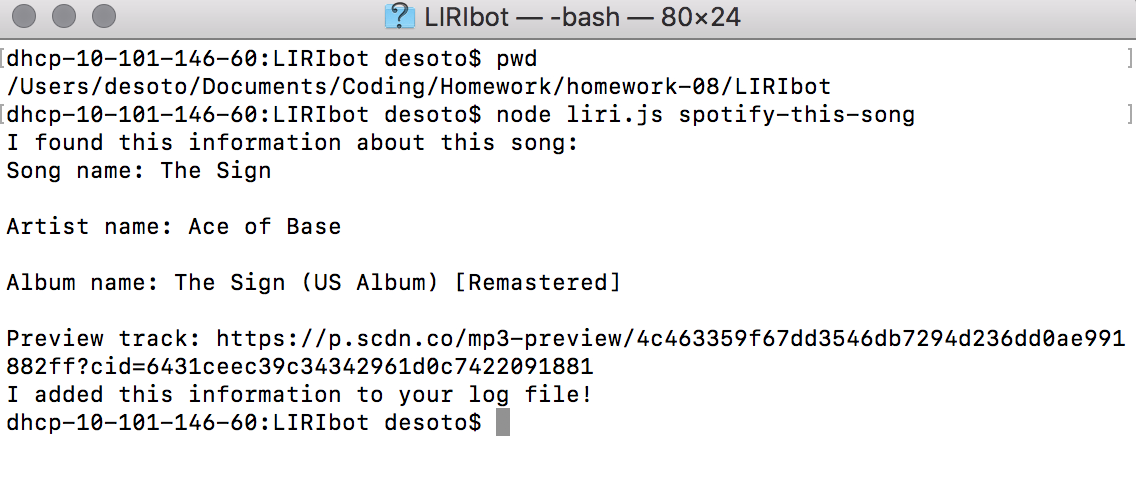 LIRIbot — -bash — 80×24
[dhcp-10-101-146-60:LIRIbot desoto$ pwd ]
/Users/desoto/Documents/Coding/Homework/homework-08/LIRIbot
[dhcp-10-101-146-60:LIRIbot desoto$ node liri.js spotify-this-song ]
I found this information about this song:
Song name: The Sign
Artist name: Ace of Base
Album name: The Sign (US Album) [Remastered]
Preview track: https://p.scdn.co/mp3-preview/4c463359f67dd3546db7294d236dd0ae991
882ff?cid=6431ceec39c34342961d0c7422091881
I added this information to your log file!
dhcp-10-101-146-60:LIRIbot desoto$